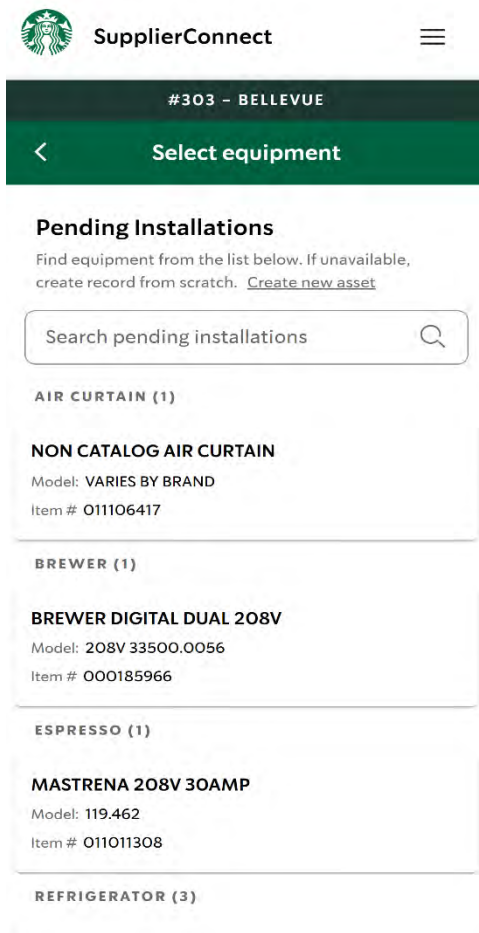 SupplierConnect
#303 – BELLEVUE
Select equipment
Pending Installations
Find equipment from the list below. If unavailable,
create record from scratch. Create new asset
Search pending installations
AIR CURTAIN (1)
NON CATALOG AIR CURTAIN
Model: VARIES BY BRAND
Item # 011106417
BREWER (1)
BREWER DIGITAL DUAL 208V
Model: 208V 33500.0056
Item # 000185966
ESPRESSO (1)
MASTRENA 208V 30AMP
Model: 119.462
Item # 011011308
REFRIGERATOR (3)